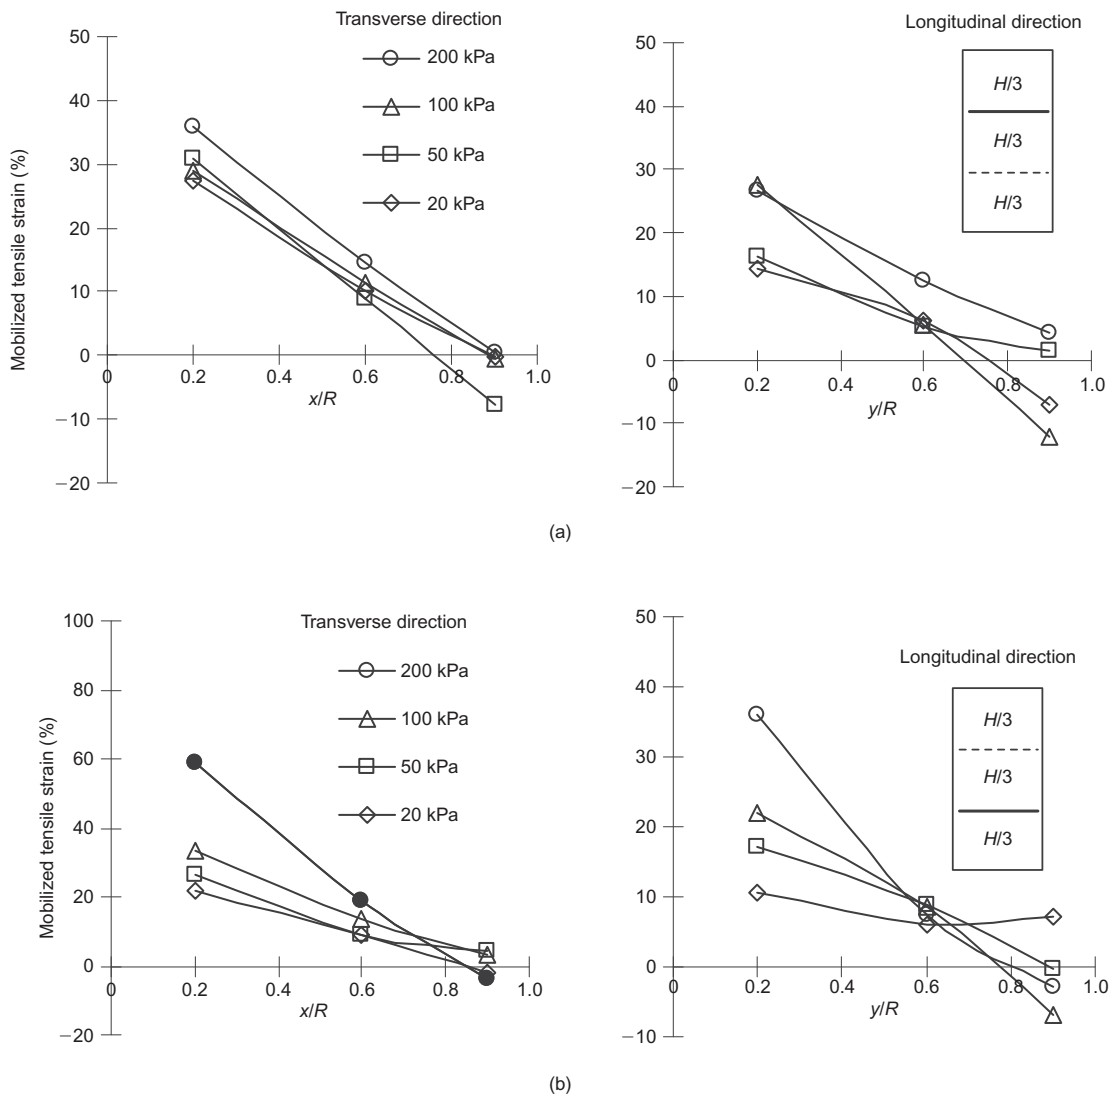 Transverse direction
50
40
30
20
10
0
−10
−20
0
0.2
0.4
0.6
0.8
1.0
200 kPa
100 kPa
50 kPa
20 kPa
Mobilized tensile strain (%)
x/R
Longitudinal direction
50
40
30
20
10
0
−10
−20
0
0.2
0.4
0.6
0.8
1.0
H/3
H/3
H/3
y/R
(a)
Transverse direction
100
80
60
40
20
0
−20
0
0.2
0.4
0.6
0.8
1.0
200 kPa
100 kPa
50 kPa
20 kPa
Mobilized tensile strain (%)
x/R
Longitudinal direction
50
40
30
20
10
0
−10
0
0.2
0.4
0.6
0.8
1.0
H/3
H/3
H/3
y/R
(b)